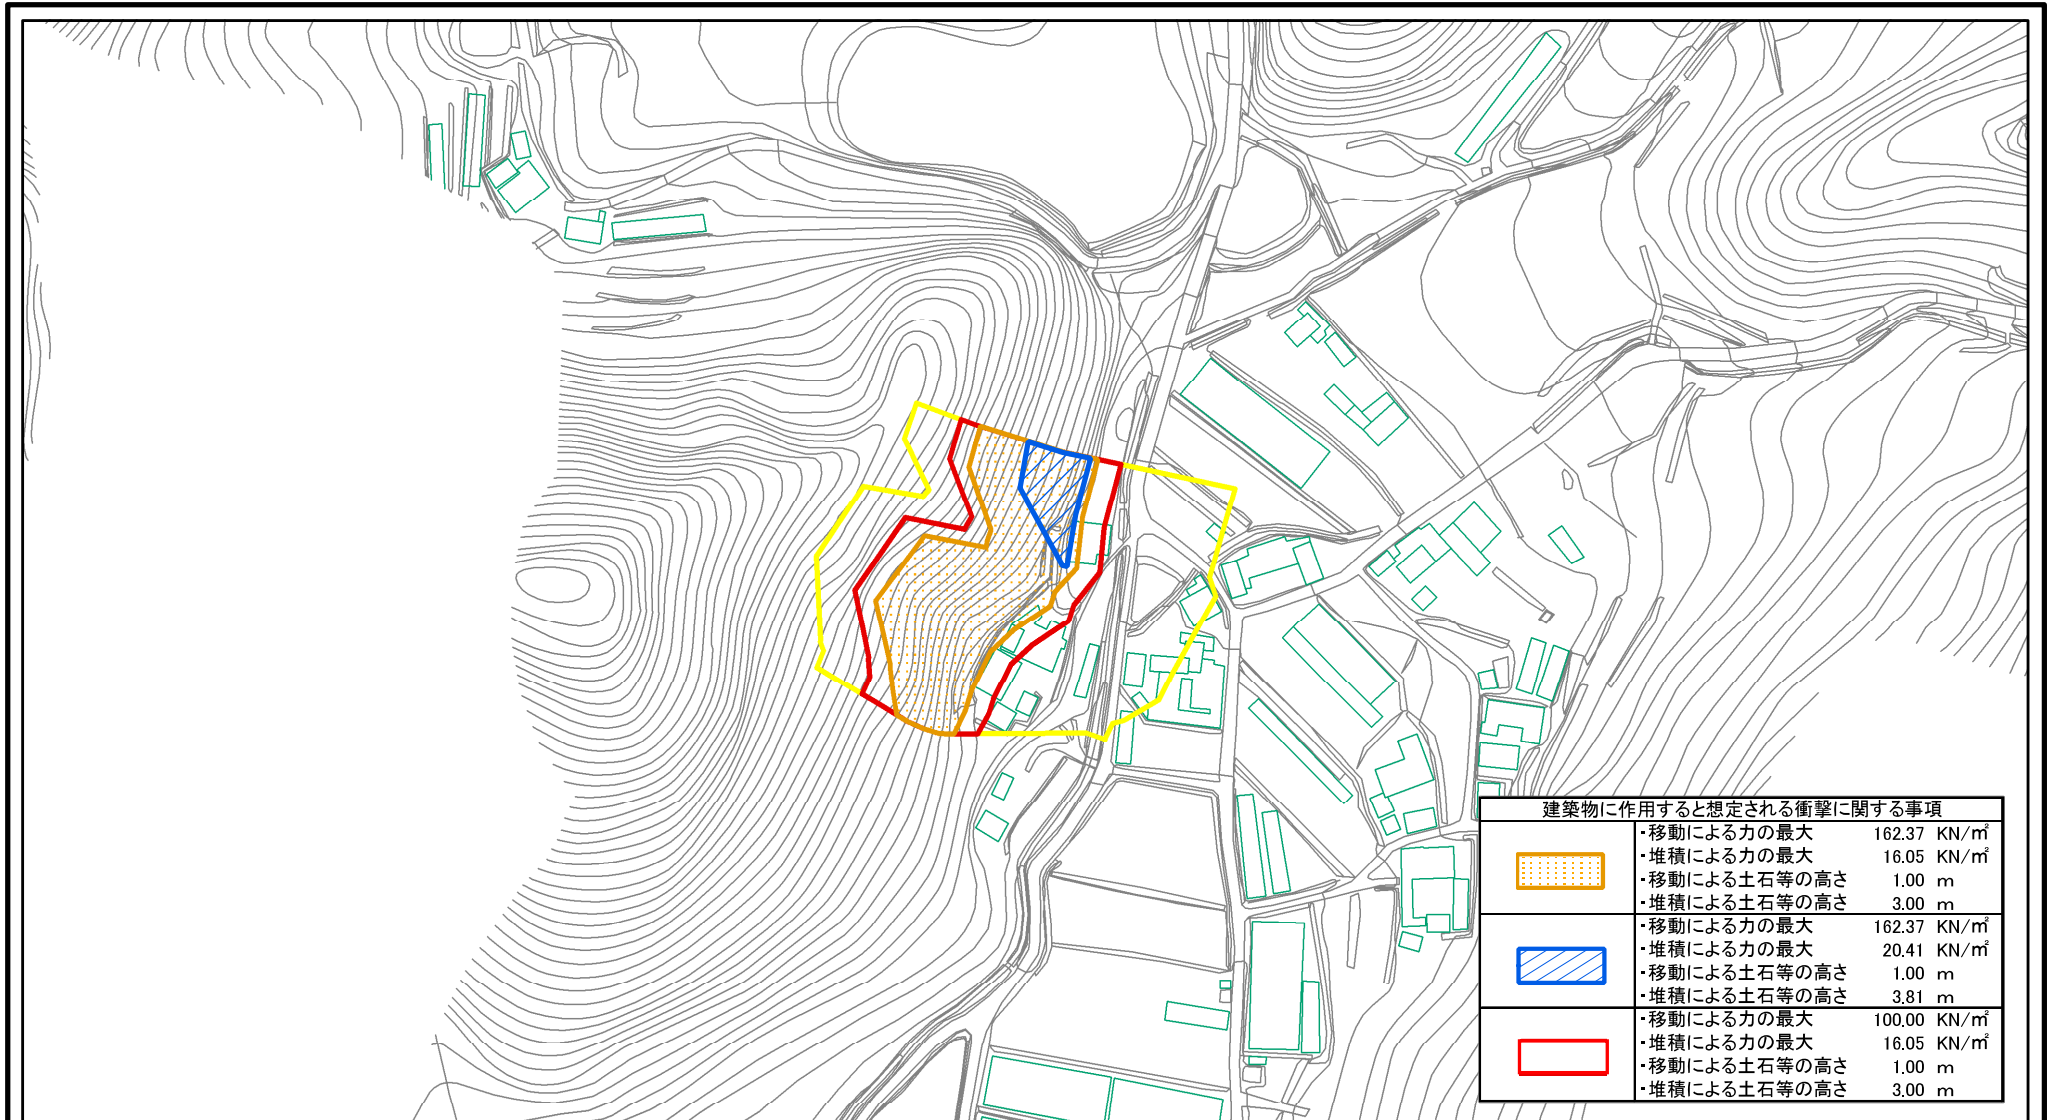 建築物に作用すると想定される衝撃に関する事項
・移動による力の最大 162.37 KN/㎡
・堆積による力の最大 16.05 KN/㎡
・移動による土石等の高さ 1.00 m
・堆積による土石等の高さ 3.00 m
・移動による力の最大 162.37 KN/㎡
・堆積による力の最大 20.41 KN/㎡
・移動による土石等の高さ 1.00 m
・堆積による土石等の高さ 3.81 m
・移動による力の最大 100.00 KN/㎡
・堆積による力の最大 16.05 KN/㎡
・移動による土石等の高さ 1.00 m
・堆積による土石等の高さ 3.00 m